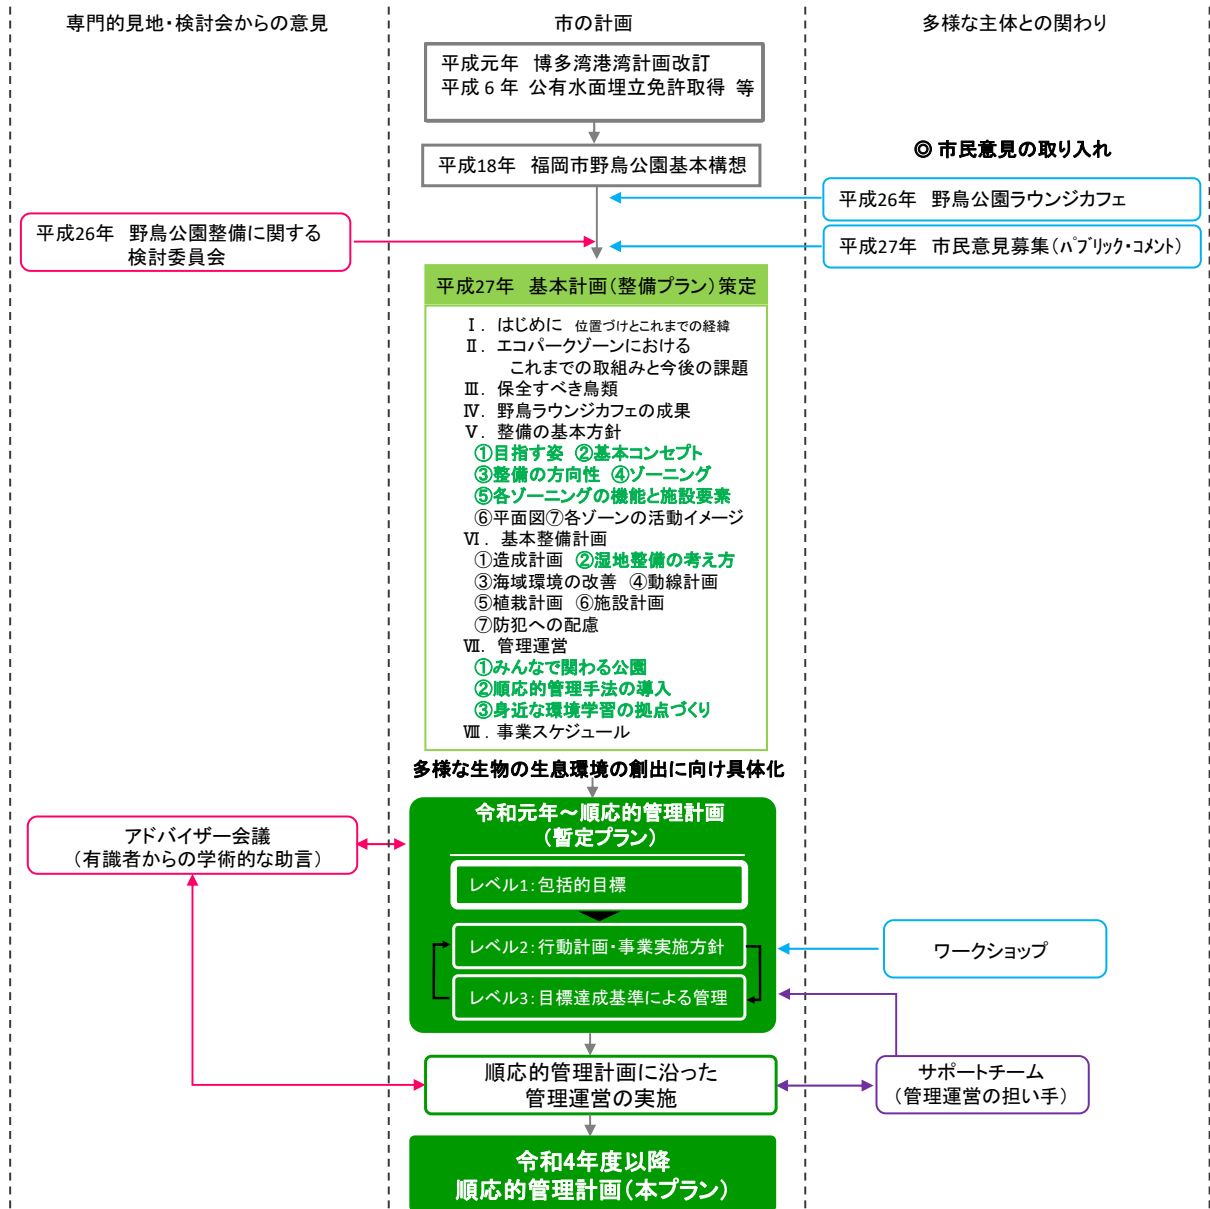 専門的見地・検討会からの意見
市の計画
多様な主体との関わり
平成元年　博多湾港湾計画改訂
平成６年　公有水面埋立免許取得　等
平成18年　福岡市野鳥公園基本構想
◎ 市民意見の取り入れ
平成26年　野鳥公園ラウンジカフェ
平成26年　野鳥公園整備に関する
検討委員会
平成27年　市民意見募集（ﾊﾟﾌﾞﾘｯｸ・ｺﾒﾝﾄ）
平成27年　基本計画（整備プラン）策定
Ⅰ．はじめに　位置づけとこれまでの経緯
Ⅱ．エコパークゾーンにおける
これまでの取組みと今後の課題
Ⅲ．保全すべき鳥類
Ⅳ．野鳥ラウンジカフェの成果
Ⅴ．整備の基本方針
①目指す姿　②基本コンセプト
③整備の方向性　④ゾーニング
⑤各ゾーニングの機能と施設要素
⑥平面図⑦各ゾーンの活動イメージ
Ⅵ．基本整備計画
①造成計画　②湿地整備の考え方
③海域環境の改善　④動線計画
⑤植栽計画　⑥施設計画
⑦防犯への配慮
Ⅶ．管理運営
①みんなで関わる公園
②順応的管理手法の導入
③身近な環境学習の拠点づくり
Ⅷ．事業スケジュール
多様な生物の生息環境の創出に向け具体化
令和元年～順応的管理計画
（暫定プラン）
アドバイザー会議
（有識者からの学術的な助言）
レベル1：包括的目標
レベル2：行動計画・事業実施方針
ワークショップ
レベル3：目標達成基準による管理
順応的管理計画に沿った
管理運営の実施
サポートチーム
（管理運営の担い手）
令和4年度以降
順応的管理計画（本プラン）